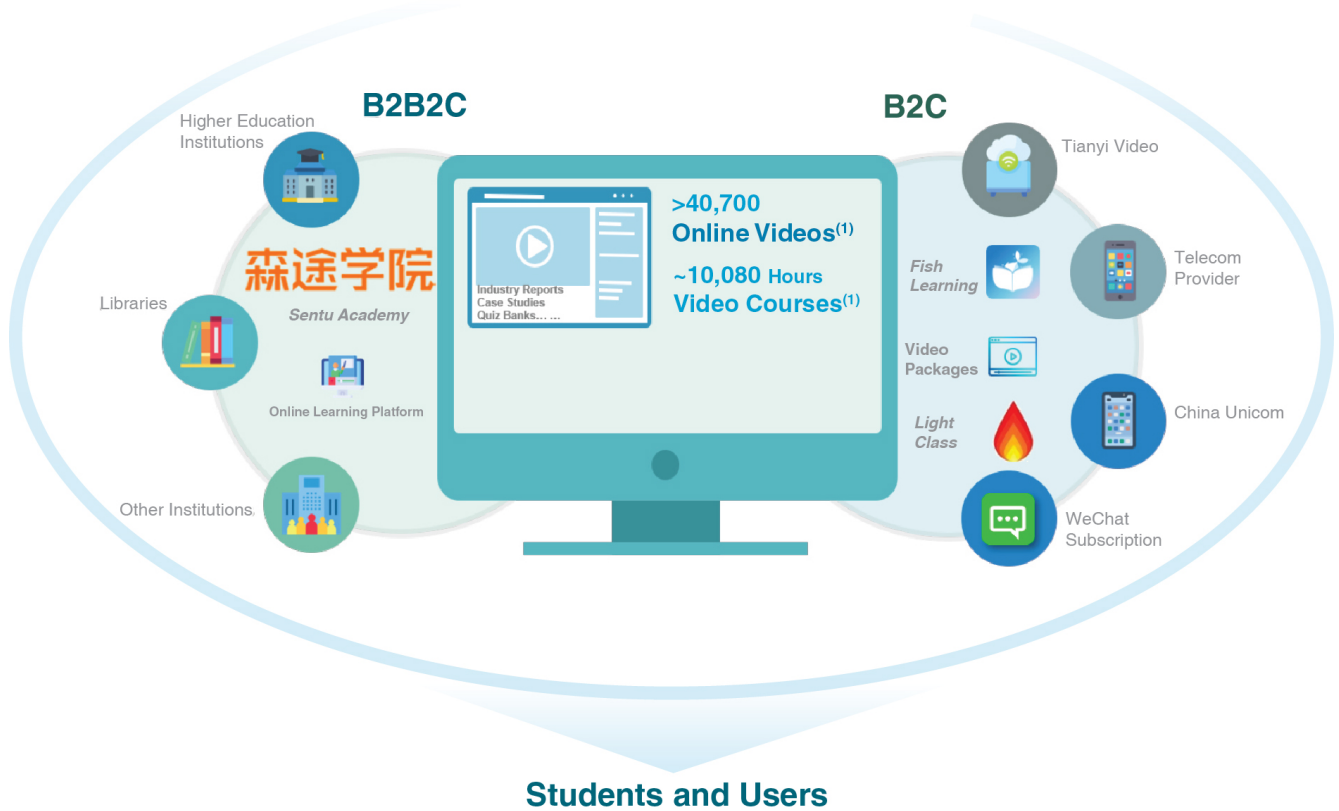 B2B2C
Higher Education
Institutions
森途学院
Sentu Academy
Libraries
Online Learning Platform
Other Institutions
>40,700
Online Videos(1)
~10,080 Hours
Video Courses(1)
Industry Reports
Case Studies
Quiz Banks... ...
B2C
Tianyi Video
Fish
Learning
Telecom
Provider
Video
Packages
Light
Class
China Unicom
WeChat
Subscription
Students and Users